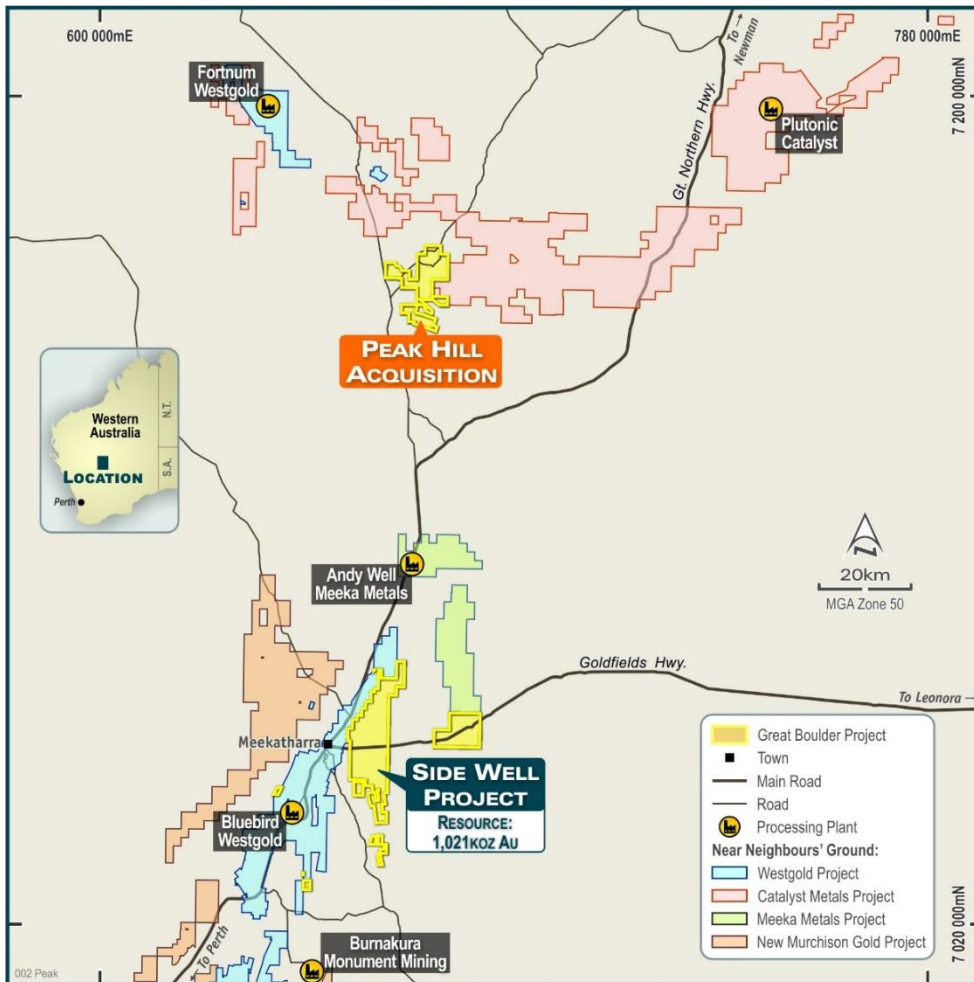 600 000mE
To
Newman
780 000mE
7 200 000mN
Fortnum
Westgold
Plutonic
Catalyst
Gt. Northern Hwy.
PEAK HILL
ACQUISITION
Western
Australia
N.T.
S.A.
LOCATION
Perth
Andy Well
Meeka Metals
N
20km
MGA Zone 50
Goldfields Hwy.
To Leonora
Meekatharra
SIDE WELL
PROJECT
RESOURCE:
1,021KOZ AU
Bluebird
Westgold
To Perth
Burnakura
Monument Mining
002 Peak
7 020 000mN
Great Boulder Project
Town
Main Road
Road
Processing Plant
Near Neighbours' Ground:
Westgold Project
Catalyst Metals Project
Meeka Metals Project
New Murchison Gold Project